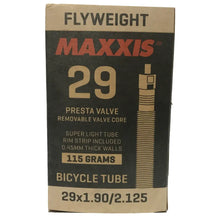 FLYWEIGHT
MAXXIS
29
PRESTA VALVE
REMOVABLE VALVE CORE
SUPER LIGHT TUBE
RIM STRIP INCLUDED
0.45MM THICK WALLS
115 GRAMS
BICYCLE TUBE
29x1.90/2.125